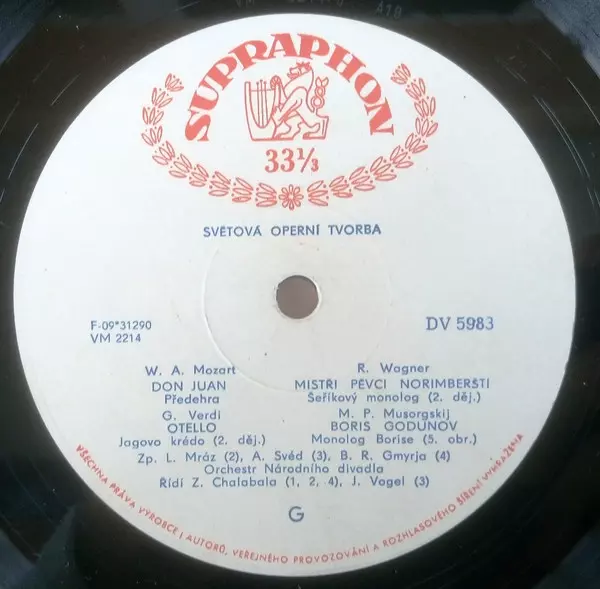 SUPRAPHON
33⅓
SVĚTOVÁ OPERNÍ TVORBA
F-09*31290
VM 2214
DV 5983
W. A. Mozart
DON JUAN
Předehra
G. Verdi
OTELLO
Jagovo krédo (2. děj.)
R. Wagner
MISTŘI PĚVCI NORIMBERŠTÍ
Šeříkový monolog (2. děj.)
M. P. Musorgskij
BORIS GODUNOV
Monolog Borise (5. obr.)
Zp. L. Mráz (2), A. Svéd (3), B. R. Gmyrja (4)
Orchestr Národního divadla
Řídí Z. Chalabala (1, 2, 4), J. Vogel (3)
G
VŠECHNA PRÁVA VÝROBCE I AUTORŮ, VEŘEJNÉHO PROVOZOVÁNÍ A ROZHLASOVÉHO ŠÍŘENÍ VYHRAŽENA